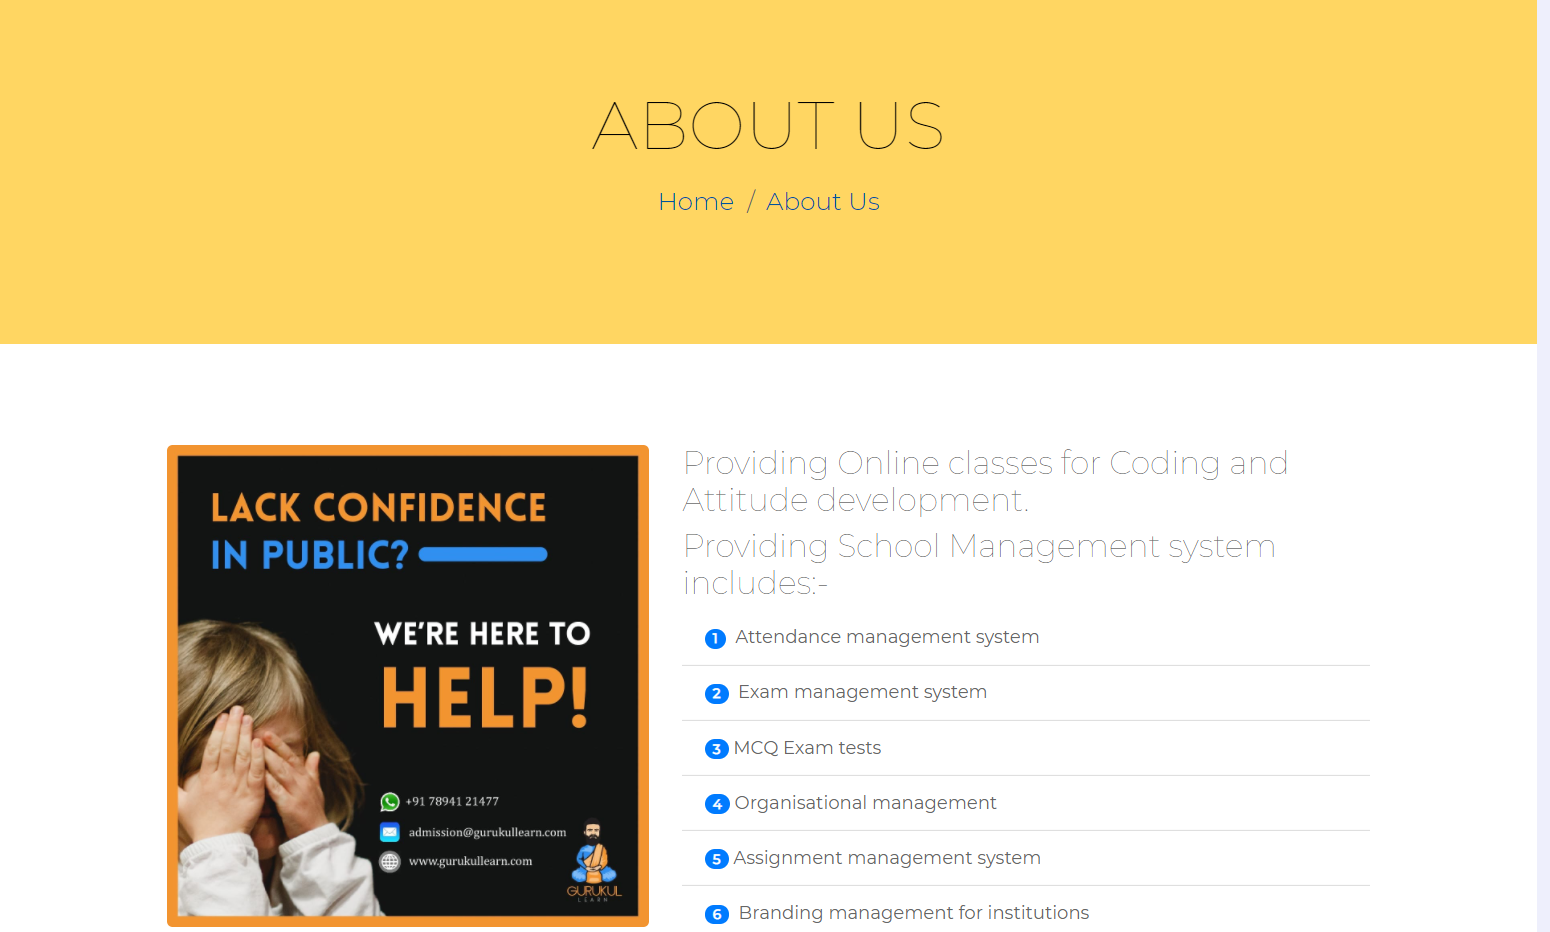 ABOUT US
Home / About Us
LACK CONFIDENCE
IN PUBLIC?
WE'RE HERE TO
HELP!
+91 78941 21477
admission@gurukullearn.com
www.gurukullearn.com
GURUKUL
LEARN
Providing Online classes for Coding and
Attitude development.
Providing School Management system
includes:-
1 Attendance management system
2 Exam management system
3 MCQ Exam tests
4 Organisational management
5 Assignment management system
6 Branding management for institutions